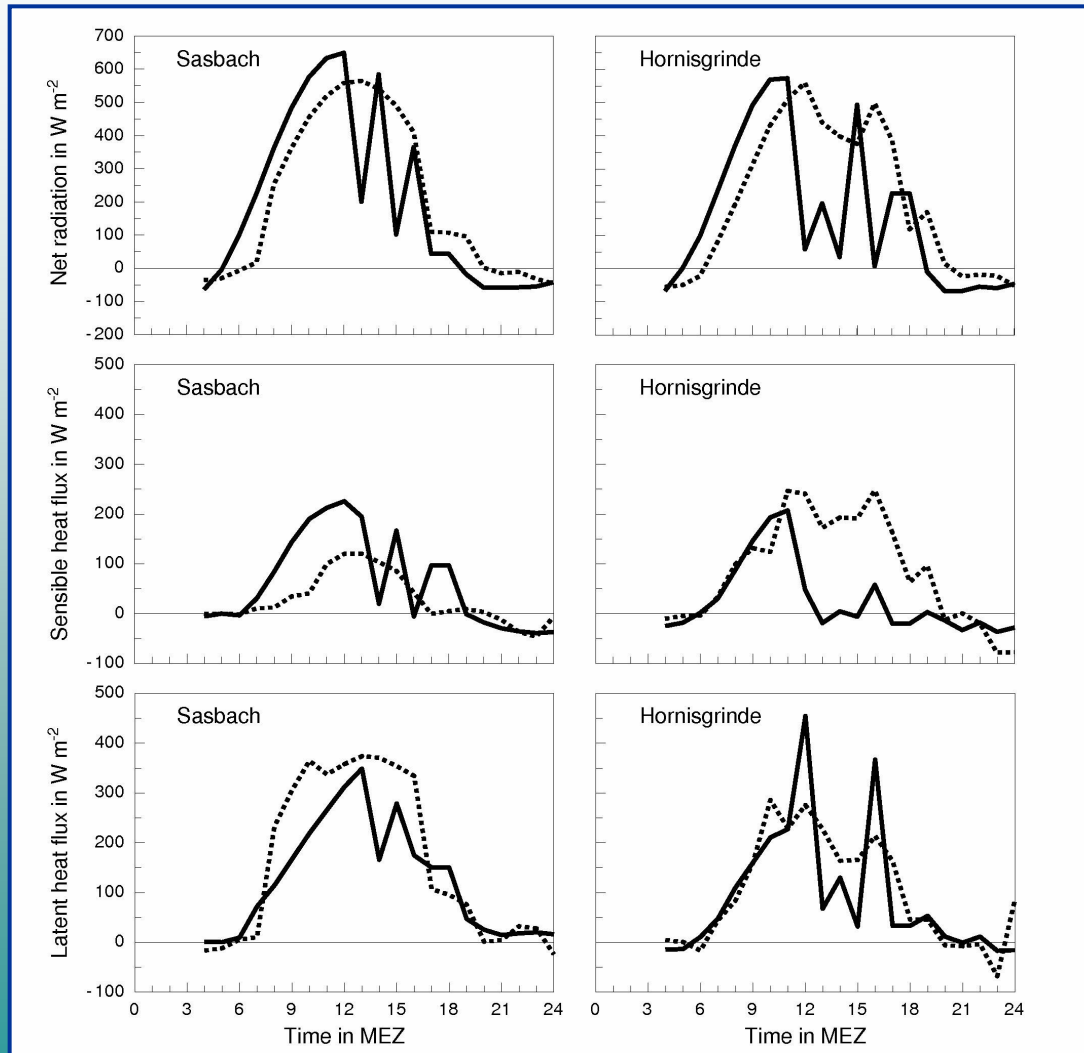 Sasbach
Hornisgrinde
Net radiation in W m-2
700
600
500
400
300
200
100
0
-100
-200
Sasbach
Hornisgrinde
Sensible heat flux in W m-2
500
400
300
200
100
0
-100
Sasbach
Hornisgrinde
Latent heat flux in W m-2
500
400
300
200
100
0
-100
0 3 6 9 12 15 18 21 24
3 6 9 12 15 18 21 24
Time in MEZ
Time in MEZ